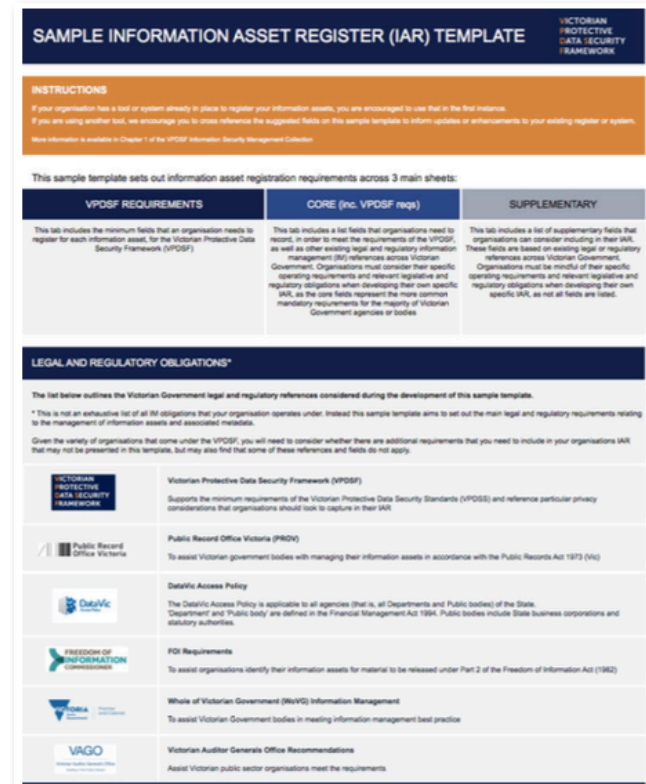 SAMPLE INFORMATION ASSET REGISTER (IAR) TEMPLATE
VICTORIAN
PROTECTIVE
DATA SECURITY
FRAMEWORK
INSTRUCTIONS
If your organisation has a tool or system already in place to register your information assets, you are encouraged to use that in the first instance.
If you are using another tool, we encourage you to cross reference the suggested fields on this sample template to inform updates or enhancements to your existing register or system.
More information is available in Chapter 1 of the VPDSF Information Security Management Collection
This sample template sets out information asset registration requirements across 3 main sheets:
VPDSF REQUIREMENTS
This tab includes the minimum fields that an organisation needs to
register for each information asset, for the Victorian Protective Data
Security Framework (VPDSF)
CORE (inc. VPDSF reqs)
This tab includes a list fields that organisations need to
record, in order to meet the requirements of the VPDSF,
as well as other existing legal and regulatory information
management (IM) references across Victorian
Government. Organisations must consider their specific
operating requirements and relevant legislative and
regulatory obligations when developing their own specific
IAR, as the core fields represent the more common
mandatory requirements for the majority of Victorian
Government agencies or bodies
SUPPLEMENTARY
This tab includes a list of supplementary fields that
organisations can consider including in their IAR.
These fields are based on existing legal or regulatory
references across Victorian Government.
Organisations must be mindful of their specific
operating requirements and relevant legislative and
regulatory obligations when developing their own
specific IAR, as not all fields are listed.
LEGAL AND REGULATORY OBLIGATIONS*
The list below outlines the Victorian Government legal and regulatory references considered during the development of this sample template.
* This is not an exhaustive list of all IM obligations that your organisation operates under. Instead this sample template aims to set out the main legal and regulatory requirements relating
to the management of information assets and associated metadata.
Given the variety of organisations that come under the VPDSF, you will need to consider whether there are additional requirements that you need to include in your organisations IAR
that may not be presented in this template, but may also find that some of these references and fields do not apply.
VICTORIAN
PROTECTIVE
DATA SECURITY
FRAMEWORK
Victorian Protective Data Security Framework (VPDSF)
Supports the minimum requirements of the Victorian Protective Data Security Standards (VPDSS) and reference particular privacy
considerations that organisations should look to capture in their IAR
Public Record
Office Victoria
Public Record Office Victoria (PROV)
To assist Victorian government bodies with managing their information assets in accordance with the Public Records Act 1973 (Vic)
DataVic
DataVic Access Policy
The DataVic Access Policy is applicable to all agencies (that is, all Departments and Public bodies) of the State.
'Department' and 'Public body' are defined in the Financial Management Act 1994. Public bodies include State business corporations and
statutory authorities.
FREEDOM OF
INFORMATION
COMMISSIONER
FOI Requirements
To assist organisations identify their information assets for material to be released under Part 2 of the Freedom of Information Act (1982)
VICTORIA
Whole of Victorian Government (WoVG) Information Management
To assist Victorian Government bodies in meeting information management best practice
VAGO
Victorian Auditor Generals Office Recommendations
Assist Victorian public sector organisations meet the requirements